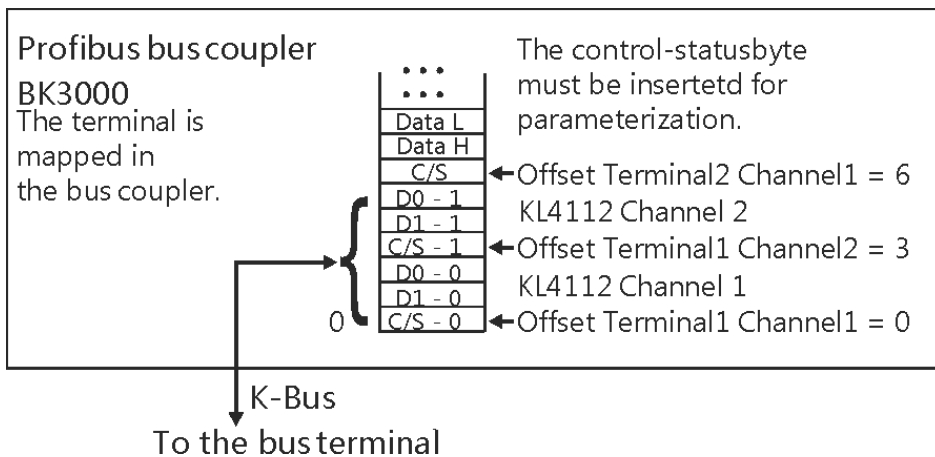 Profibus bus coupler
BK3000
The terminal is
mapped in
the bus coupler.
The control-statusbyte
must be insertetd for
parameterization.
Data L
Data H
C/S
D0 - 1
D1 - 1
C/S - 1
D0 - 0
D1 - 0
C/S - 0
0
Offset Terminal2 Channel1 = 6
KL4112 Channel 2
Offset Terminal1 Channel2 = 3
KL4112 Channel 1
Offset Terminal1 Channel1 = 0
K-Bus
To the bus terminal